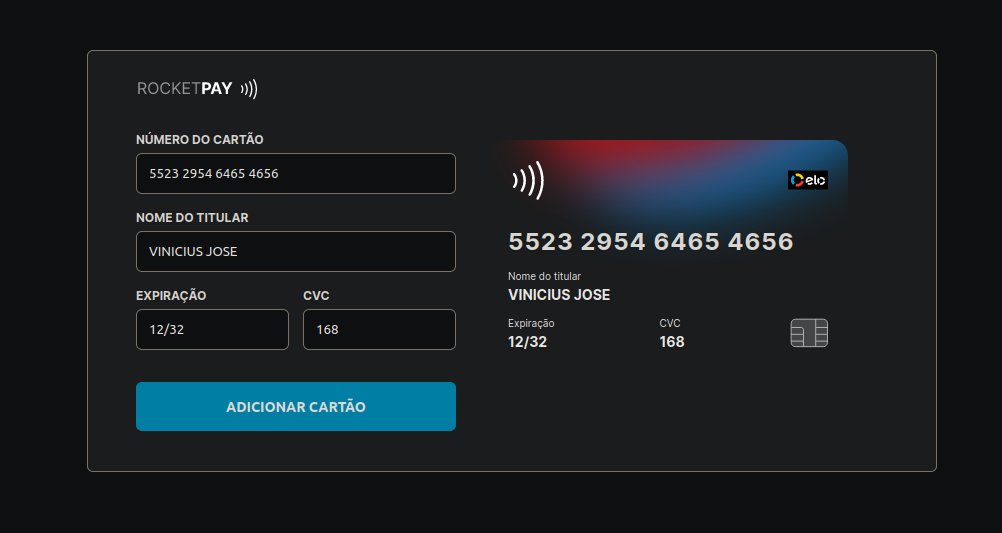 ROCKETPAY
NÚMERO DO CARTÃO
5523 2954 6465 4656
NOME DO TITULAR
VINICIUS JOSE
EXPIRAÇÃO
CVC
12/32
168
ADICIONAR CARTÃO
elo
5523 2954 6465 4656
Nome do titular
VINICIUS JOSE
Expiração
CVC
12/32
168